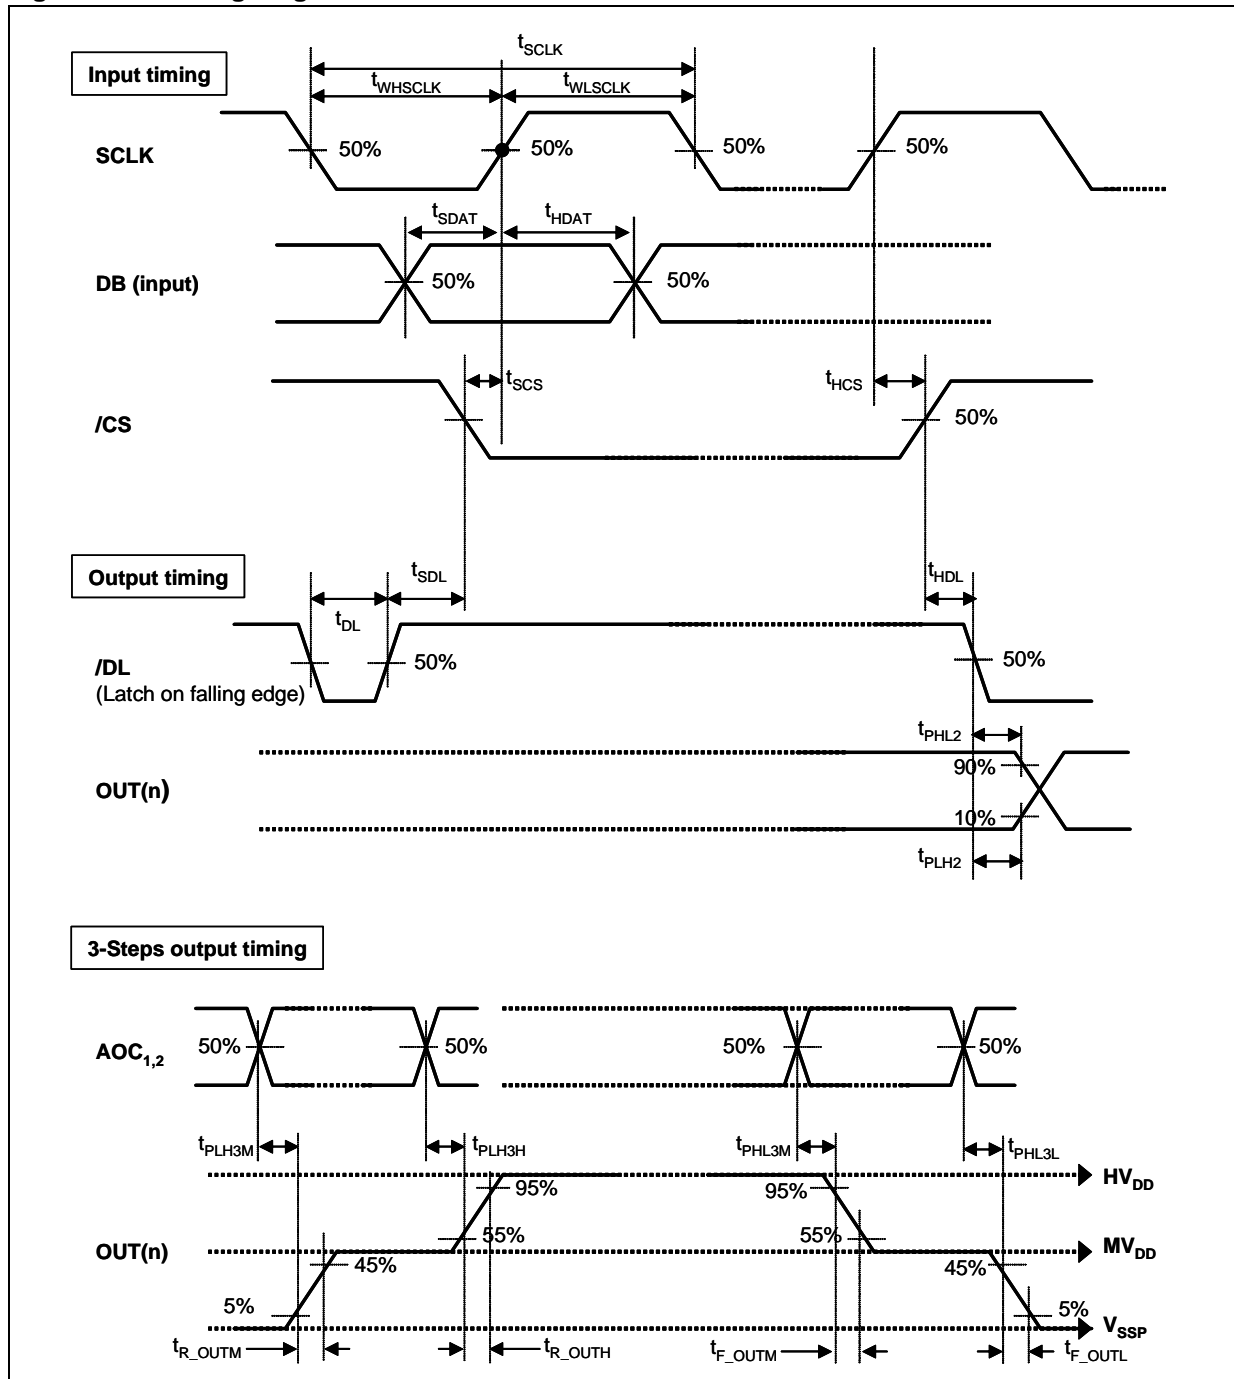 tSCLK
Input timing
tWHSCLK tWLSCLK
SCLK 50% 50% 50% 50%
tSDAT tHDAT
DB (input) 50% 50%
tSCS tHCS
/CS 50%
Output timing tSDL tHDL
tDL
/DL 50% 50%
(Latch on falling edge)
tPHL2
90%
OUT(n)
10%
tPLH2
3-Steps output timing
AOC1,2 50% 50% 50% 50%
tPLH3M tPLH3H tPHL3M tPHL3L
HVDD
95% 95%
55% 55%
OUT(n) MVDD
45% 45%
5% 5%
VSSP
tR_OUTM tR_OUTH tF_OUTM tF_OUTL